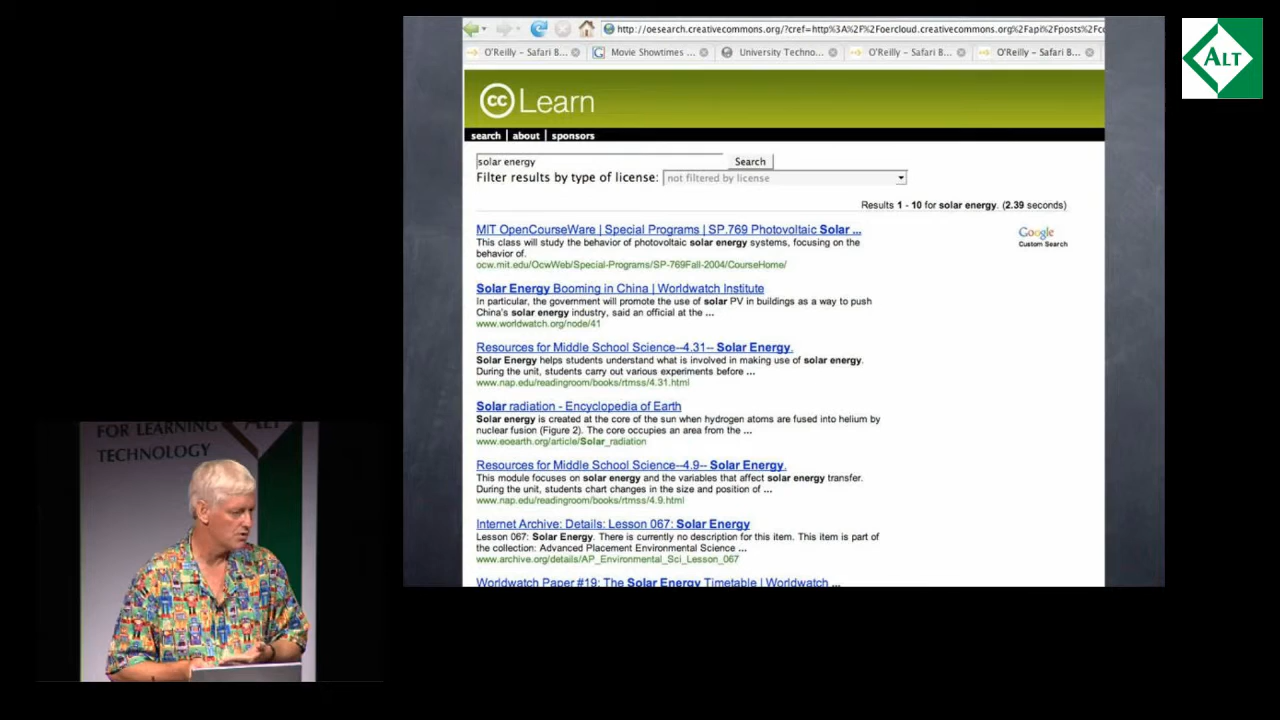 http://oesearch.creativecommons.org/?cref=http%3A%2F%2Foercloud.creativecommons.org%2Fapi%2Fposts%2Fc
O'Reilly – Safari B...
Movie Showtimes ...
University Techno...
O'Reilly – Safari B...
O'Reilly – Safari B...
ALT
cc Learn
search | about | sponsors
solar energy
Search
Filter results by type of license:
not filtered by license
Results 1 - 10 for solar energy. (2.39 seconds)
Google
Custom Search
MIT OpenCourseWare | Special Programs | SP.769 Photovoltaic Solar ...
This class will study the behavior of photovoltaic solar energy systems, focusing on the
behavior of.
ocw.mit.edu/OcwWeb/Special-Programs/SP-769Fall-2004/CourseHome/
Solar Energy Booming in China | Worldwatch Institute
In particular, the government will promote the use of solar PV in buildings as a way to push
China's solar energy industry, said an official at the ...
www.worldwatch.org/node/41
Resources for Middle School Science--4.31-- Solar Energy.
Solar Energy helps students understand what is involved in making use of solar energy.
During the unit, students carry out various experiments before ...
www.nap.edu/readingroom/books/rtmss/4.31.html
Solar radiation - Encyclopedia of Earth
Solar energy is created at the core of the sun when hydrogen atoms are fused into helium by
nuclear fusion (Figure 2). The core occupies an area from the ...
www.eoearth.org/article/Solar_radiation
Resources for Middle School Science--4.9-- Solar Energy.
This module focuses on solar energy and the variables that affect solar energy transfer.
During the unit, students chart changes in the size and position of ...
www.nap.edu/readingroom/books/rtmss/4.9.html
Internet Archive: Details: Lesson 067: Solar Energy
Lesson 067: Solar Energy. There is currently no description for this item. This item is part of
the collection: Advanced Placement Environmental Science ...
www.archive.org/details/AP_Environmental_Sci_Lesson_067
Worldwatch Paper #19: The Solar Energy Timetable | Worldwatch ...
FOR LEARNING
TECHNOLOGY
ALT